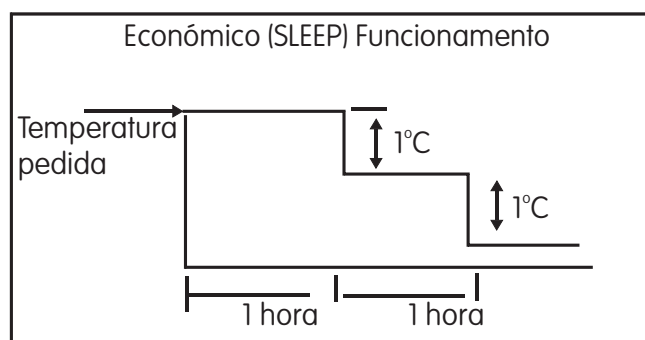 Económico (SLEEP) Funcionamento
Temperatura
pedida
1°C
1°C
1 hora
1 hora